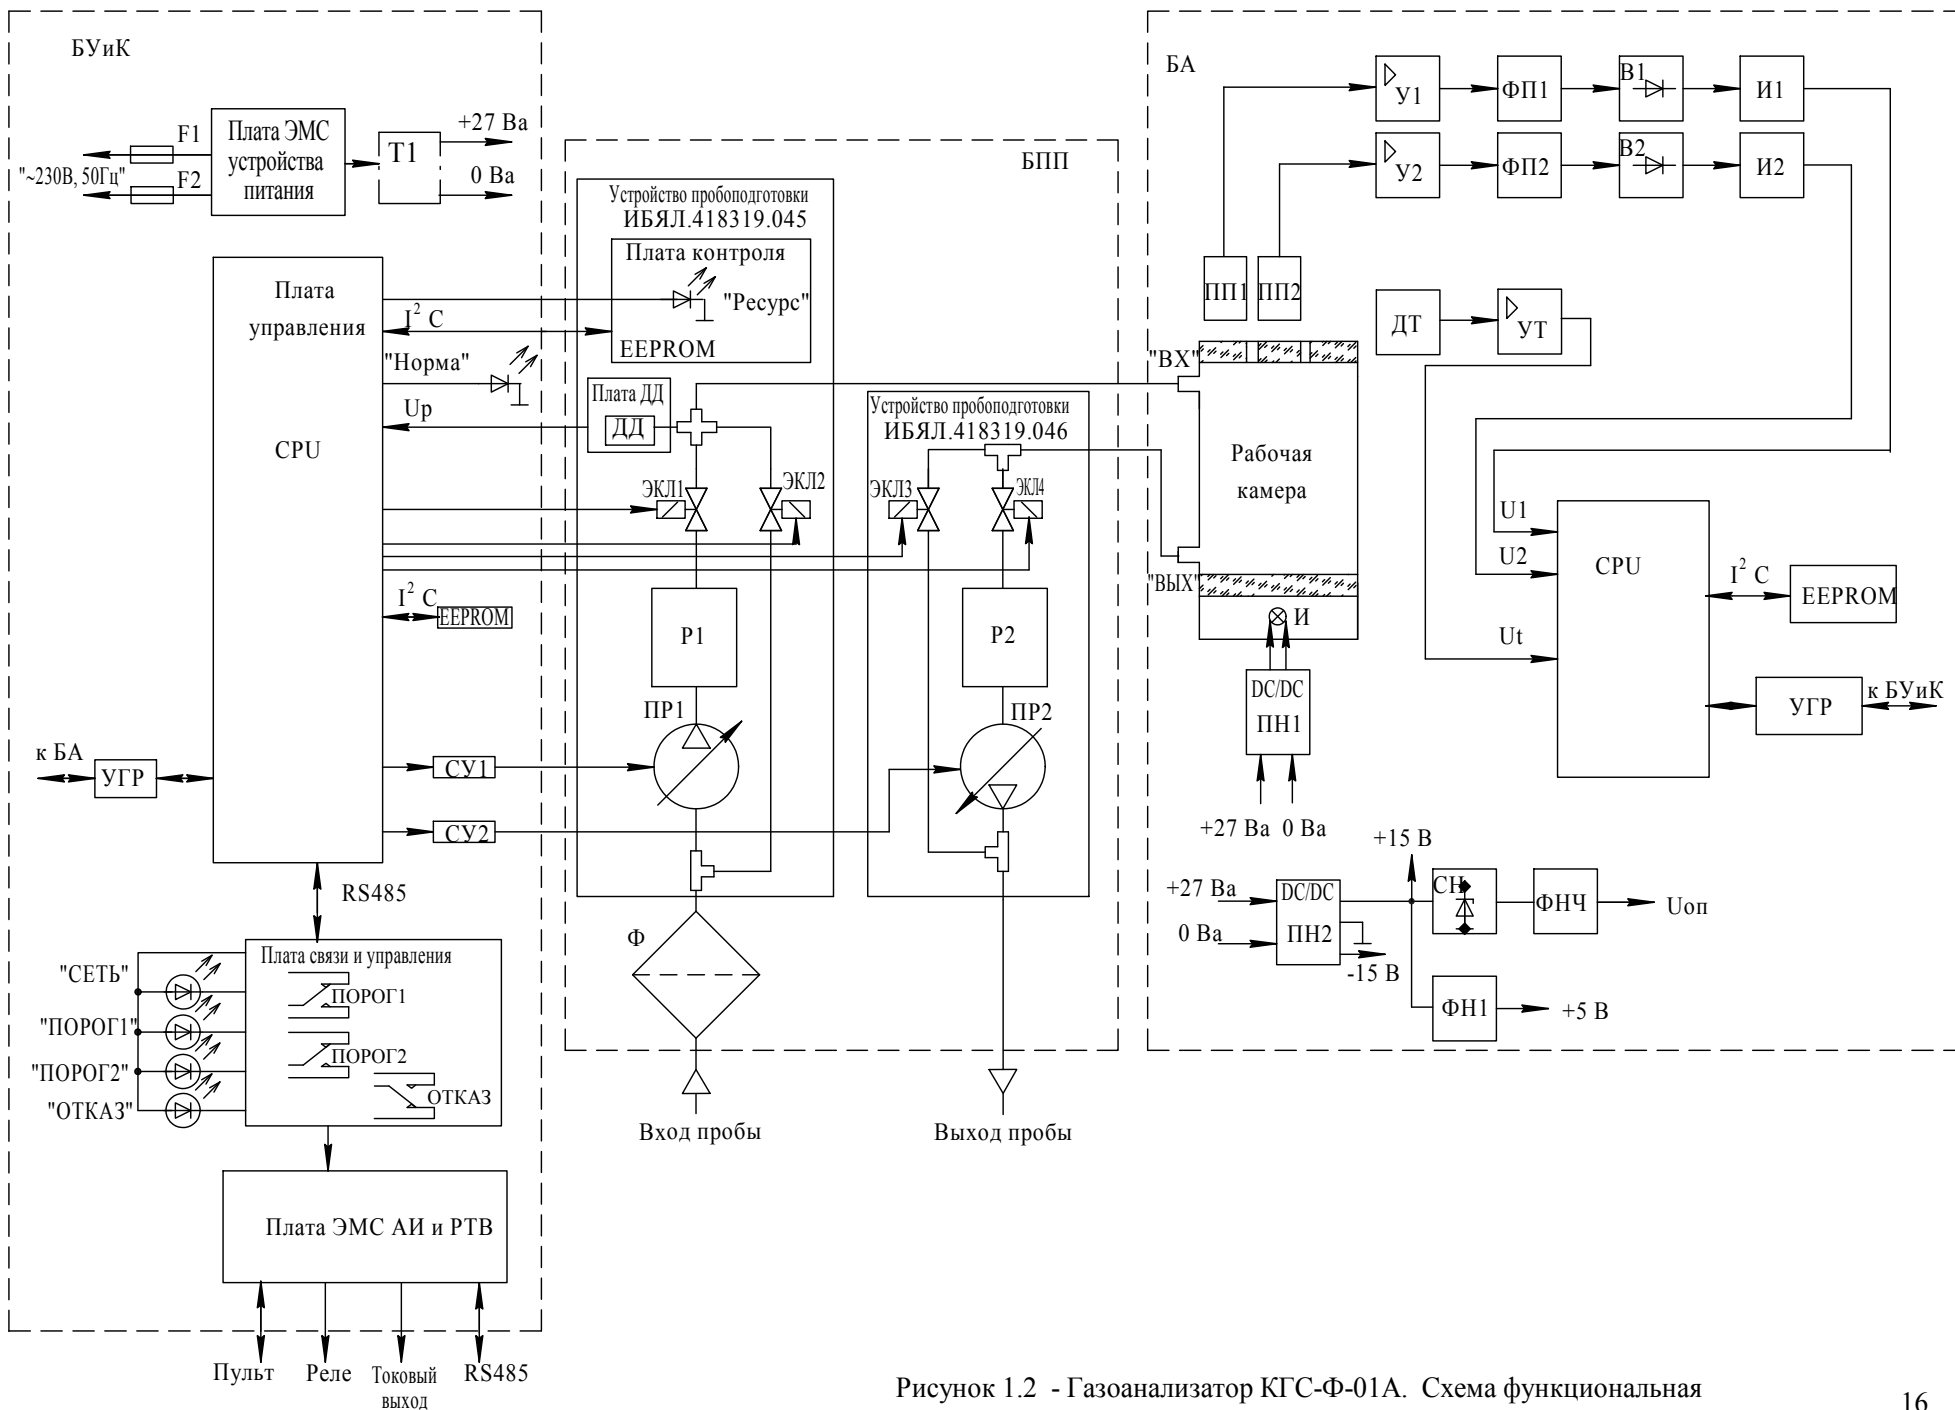 БУиК
F1
F2
"~230В, 50Гц"
Плата ЭМС
устройства
питания
T1
+27 Ва
0 Ва
Плата
управления
CPU
I² C
"Норма"
Up
I² C
EEPROM
к БА
УГР
СУ1
СУ2
RS485
Плата связи и управления
"СЕТЬ"
"ПОРОГ1"
"ПОРОГ2"
"ОТКАЗ"
ПОРОГ1
ПОРОГ2
ОТКАЗ
Плата ЭМС АИ и РТВ
Пульт
Реле
Токовый
выход
RS485
БПП
Устройство пробоподготовки
ИБЯЛ.418319.045
Плата контроля
"Ресурс"
EEPROM
Плата ДД
ДД
ЭКЛ1
ЭКЛ2
Р1
ПР1
Ф
Вход пробы
Устройство пробоподготовки
ИБЯЛ.418319.046
ЭКЛ3
ЭКЛ4
Р2
ПР2
Выход пробы
БА
У1
ФП1
В1
И1
У2
ФП2
В2
И2
ПП1
ПП2
ДТ
УТ
"ВХ"
Рабочая
камера
"ВЫХ"
И
DC/DC
ПН1
+27 Ва
0 Ва
U1
U2
Ut
CPU
I² C
EEPROM
УГР
к БУиК
+27 Ва
0 Ва
DC/DC
ПН2
+15 В
-15 В
СН
ФНЧ
Uоп
ФН1
+5 В
Рисунок 1.2 - Газоанализатор КГС-Ф-01А. Схема функциональная
16